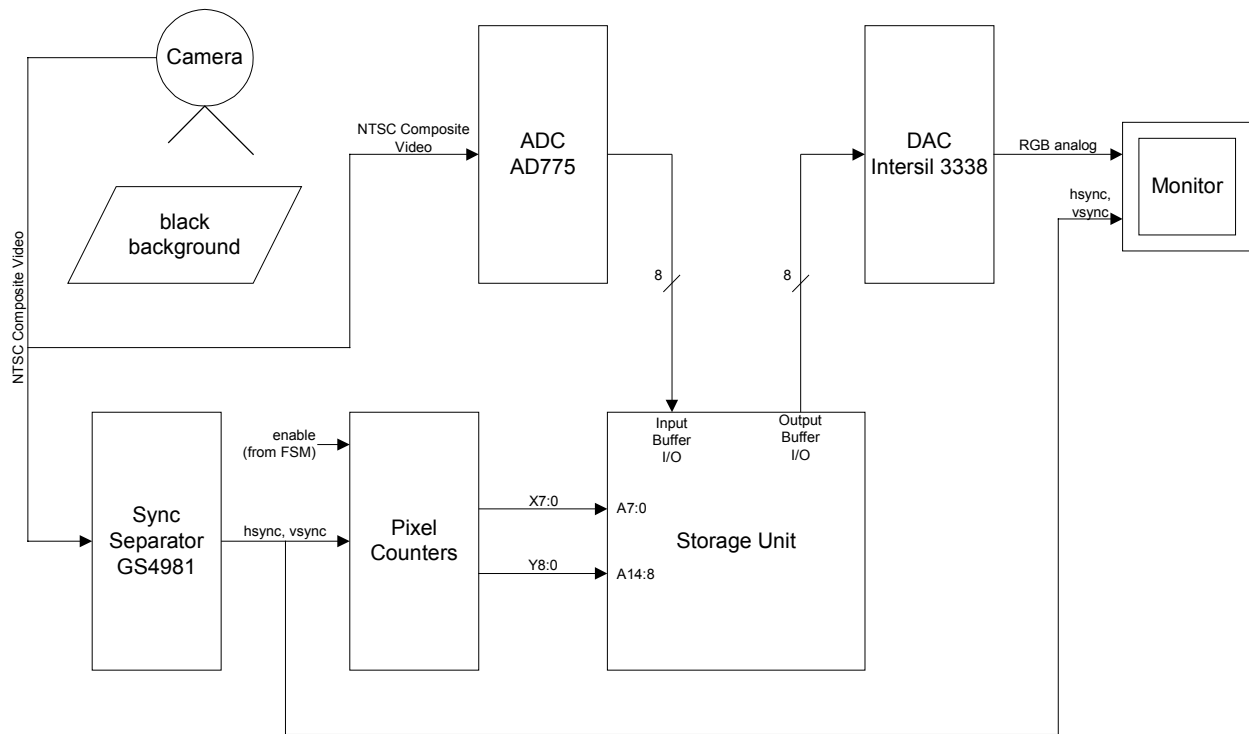 Camera
NTSC Composite
Video
ADC
AD775
DAC
Intersil 3338
RGB analog
Monitor
hsync,
vsync
black
background
NTSC Composite Video
8
8
Input
Buffer
I/O
Output
Buffer
I/O
enable
(from FSM)
Sync
Separator
GS4981
hsync, vsync
Pixel
Counters
X7:0
Y8:0
A7:0
A14:8
Storage Unit